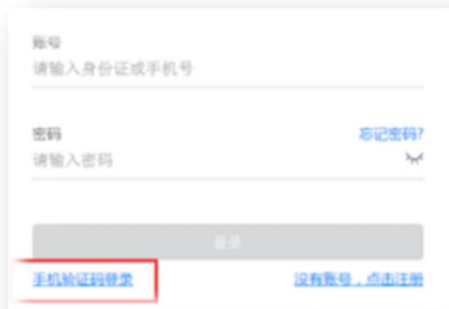 账号
请输入身份证或手机号
密码 忘记密码?
请输入密码
登录
手机验证码登录 没有账号，点击注册